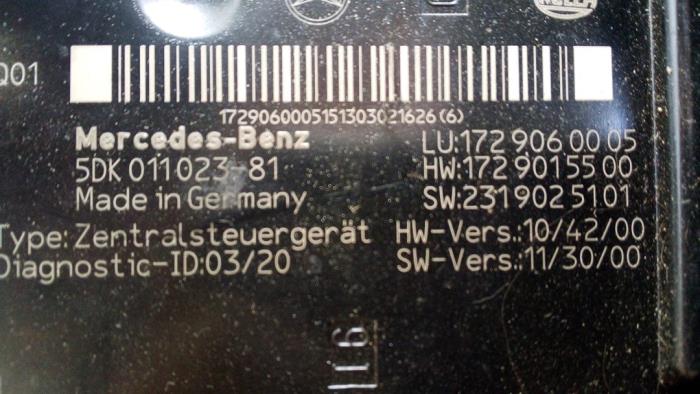 Q01
1729060005151303021626(6)
Mercedes-Benz LU:172 906 00 05
5DK 011 023-81 HW:172 901 55 00
Made in Germany SW:231 902 51 01
Type: Zentralsteuergerät HW-Vers.:10/42/00
Diagnostic-ID:03/20 SW-Vers.:11/30/00